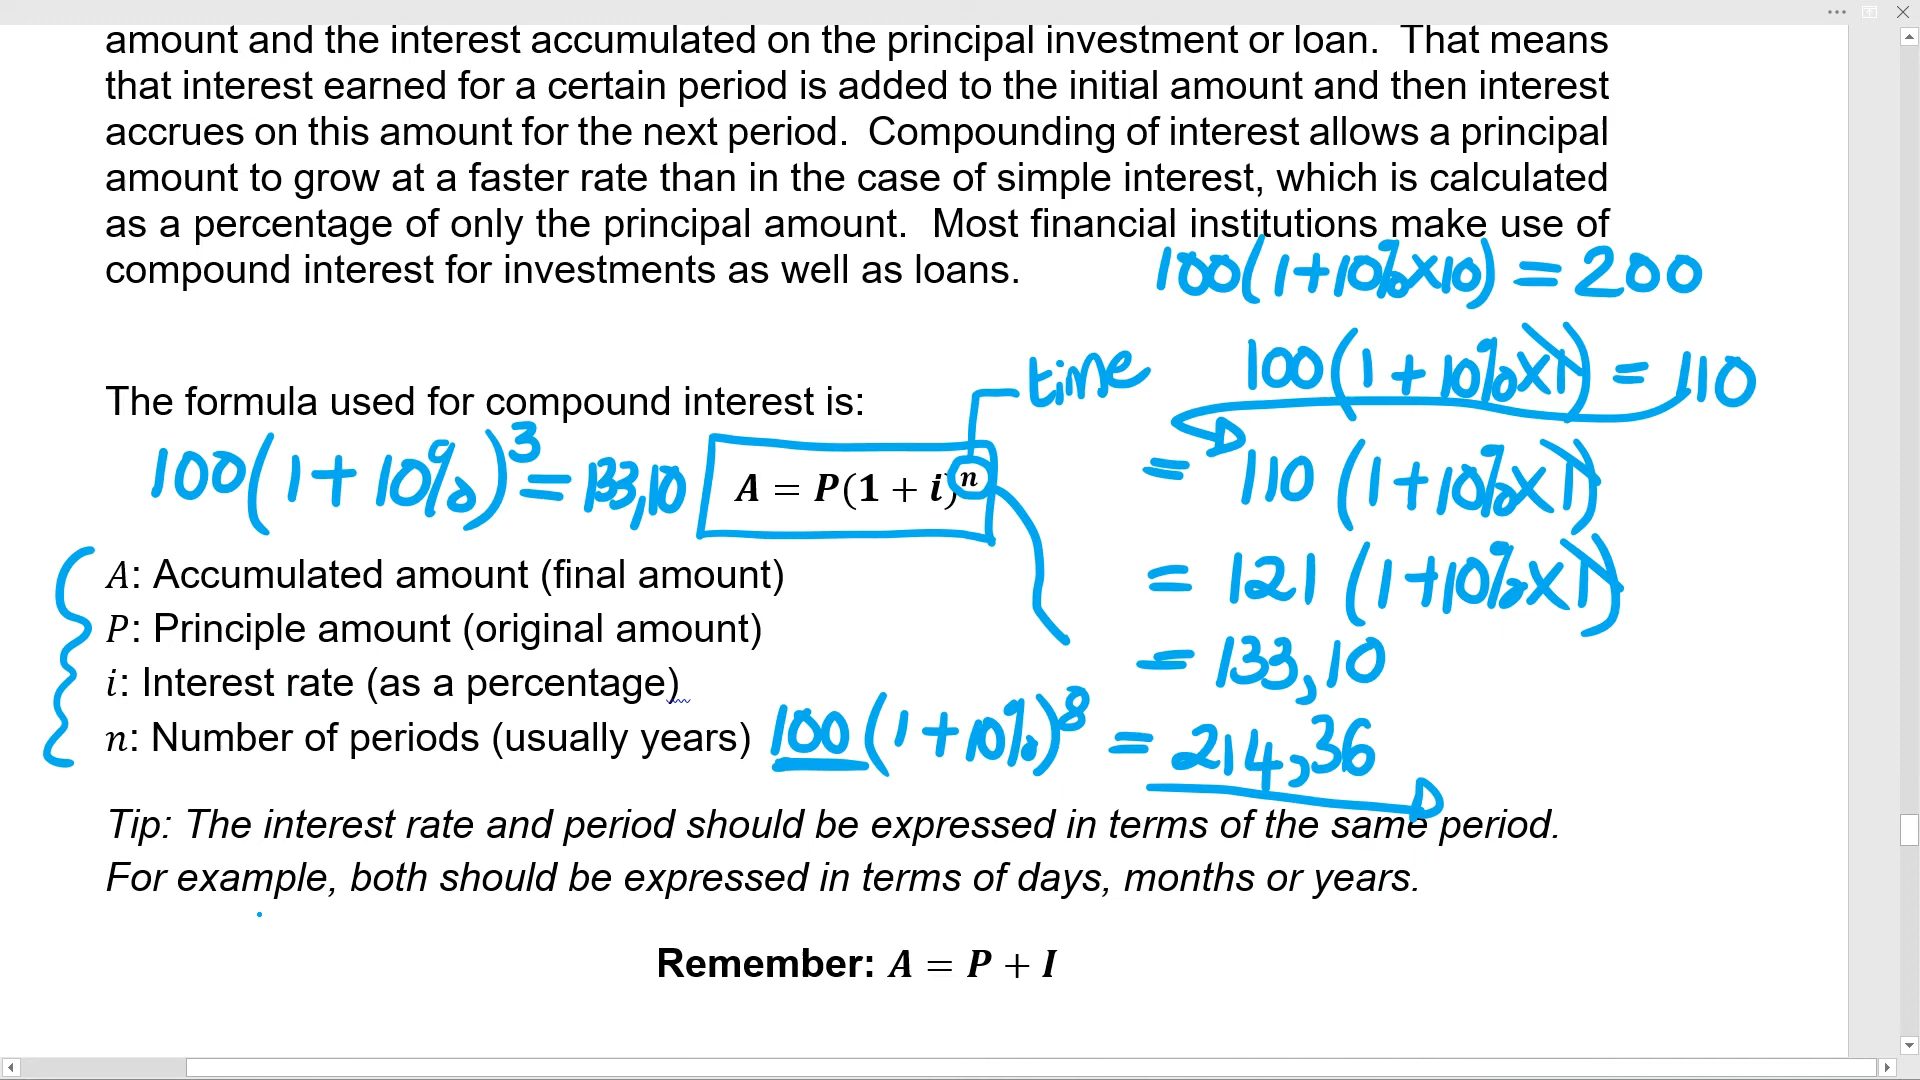 amount and the interest accumulated on the principal investment or loan.  That means
that interest earned for a certain period is added to the initial amount and then interest
accrues on this amount for the next period.  Compounding of interest allows a principal
amount to grow at a faster rate than in the case of simple interest, which is calculated
as a percentage of only the principal amount.  Most financial institutions make use of
compound interest for investments as well as loans.
100(1+10%×10) = 200
time
100(1+10%×1) = 110
The formula used for compound interest is:
100(1+10%)³ = 133,10
A = P(1 + i)ⁿ
= 110 (1+10%×1)
A: Accumulated amount (final amount)
= 121 (1+10%×1)
P: Principle amount (original amount)
= 133,10
i: Interest rate (as a percentage)
n: Number of periods (usually years)
100(1+10%)⁸ = 214,36
Tip: The interest rate and period should be expressed in terms of the same period.
For example, both should be expressed in terms of days, months or years.
Remember: A = P + I